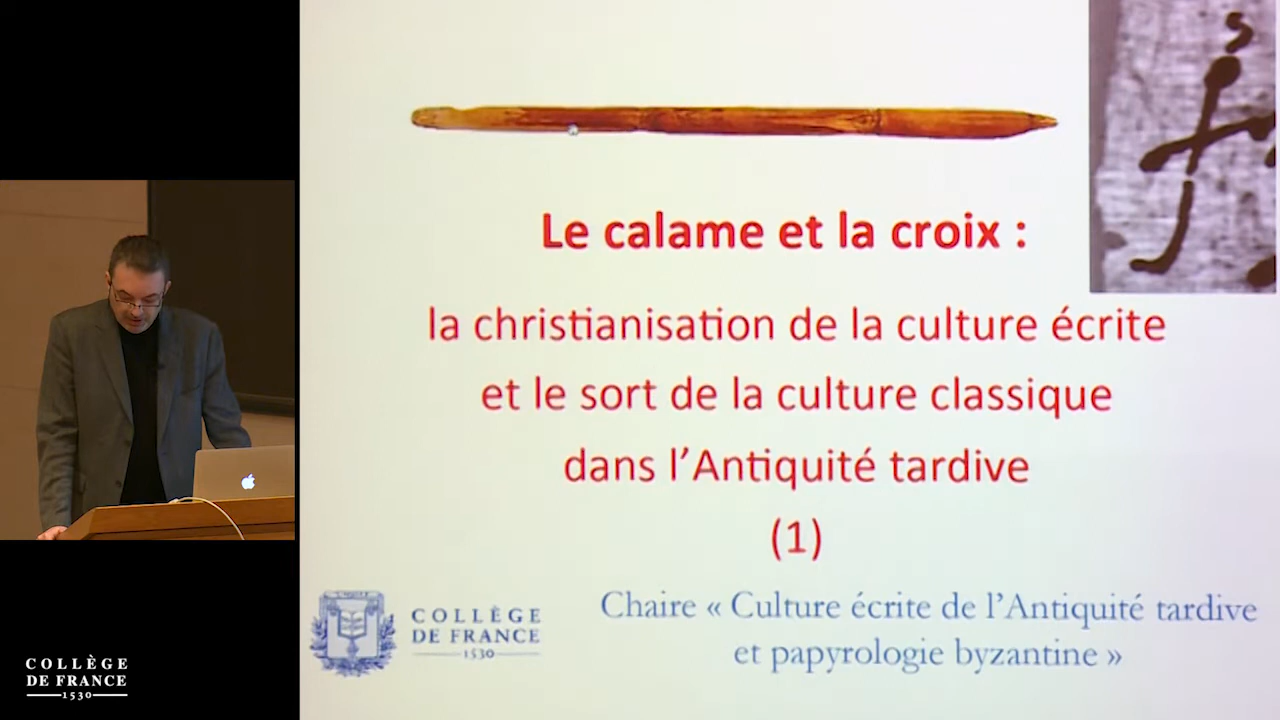 Le calame et la croix :
la christianisation de la culture écrite
et le sort de la culture classique
dans l’Antiquité tardive
(1)
COLLÈGE
DE FRANCE
1530
Chaire « Culture écrite de l’Antiquité tardive
et papyrologie byzantine »
COLLÈGE
DE FRANCE
1530